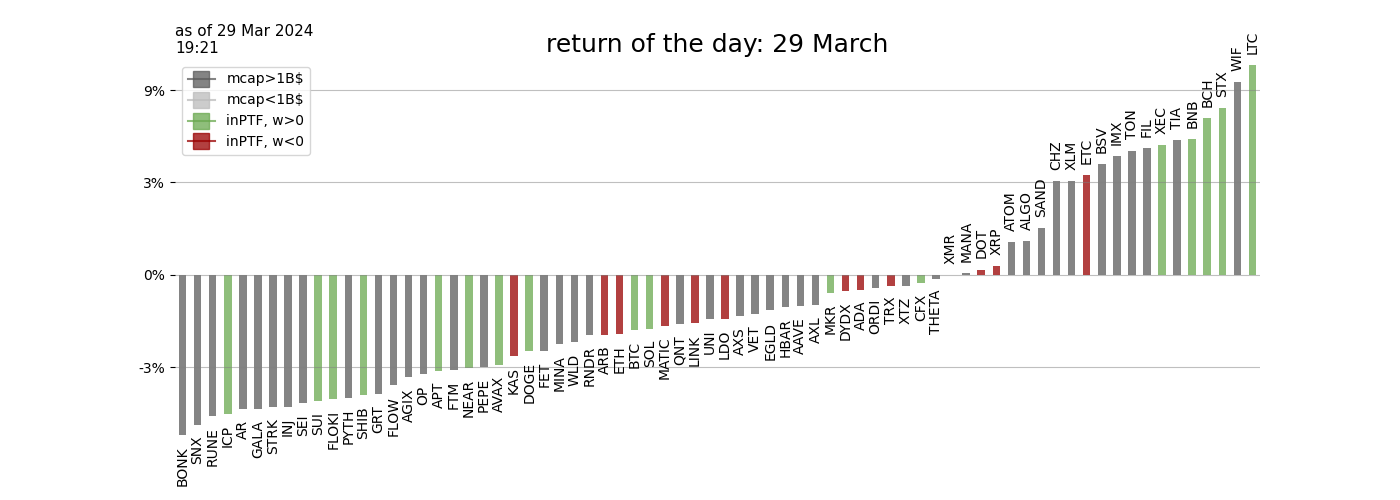 as of 29 Mar 2024
19:21
return of the day: 29 March
mcap>1B$
mcap<1B$
inPTF, w>0
inPTF, w<0
9%
3%
0%
-3%
BONK
SNX
RUNE
ICP
AR
GALA
STRK
INJ
SEI
SUI
FLOKI
PYTH
SHIB
GRT
FLOW
AGIX
OP
APT
FTM
NEAR
PEPE
AVAX
KAS
DOGE
FET
MINA
WLD
RNDR
ARB
ETH
BTC
SOL
MATIC
QNT
LINK
UNI
LDO
AXS
VET
EGLD
HBAR
AAVE
AXL
MKR
DYDX
ADA
ORDI
TRX
XTZ
CFX
THETA
XMR
MANA
DOT
XRP
ATOM
ALGO
SAND
CHZ
XLM
ETC
BSV
IMX
TON
FIL
XEC
TIA
BNB
BCH
STX
WIF
LTC